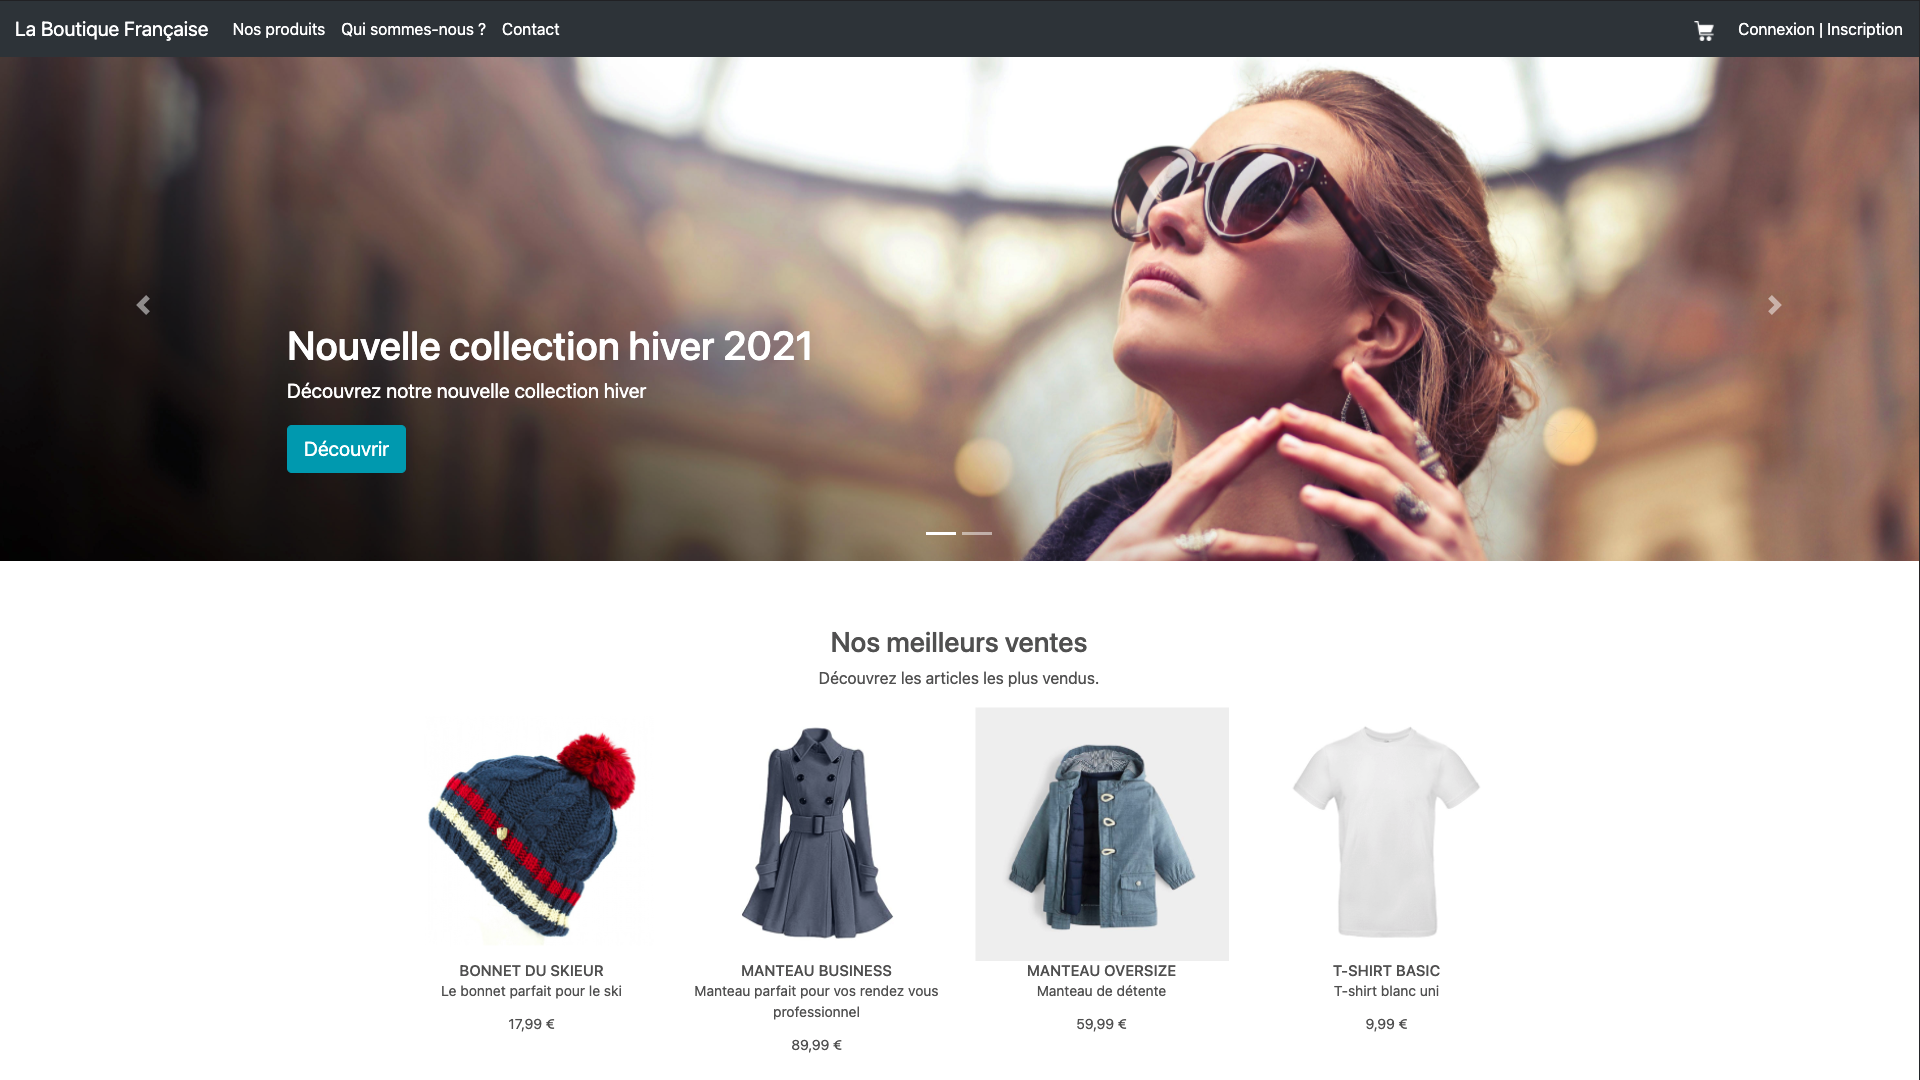 La Boutique Française
Nos produits
Qui sommes-nous ?
Contact
Connexion | Inscription
Nouvelle collection hiver 2021
Découvrez notre nouvelle collection hiver
Découvrir
Nos meilleurs ventes
Découvrez les articles les plus vendus.
BONNET DU SKIEUR
Le bonnet parfait pour le ski
17,99 €
MANTEAU BUSINESS
Manteau parfait pour vos rendez vous
professionnel
89,99 €
MANTEAU OVERSIZE
Manteau de détente
59,99 €
T-SHIRT BASIC
T-shirt blanc uni
9,99 €